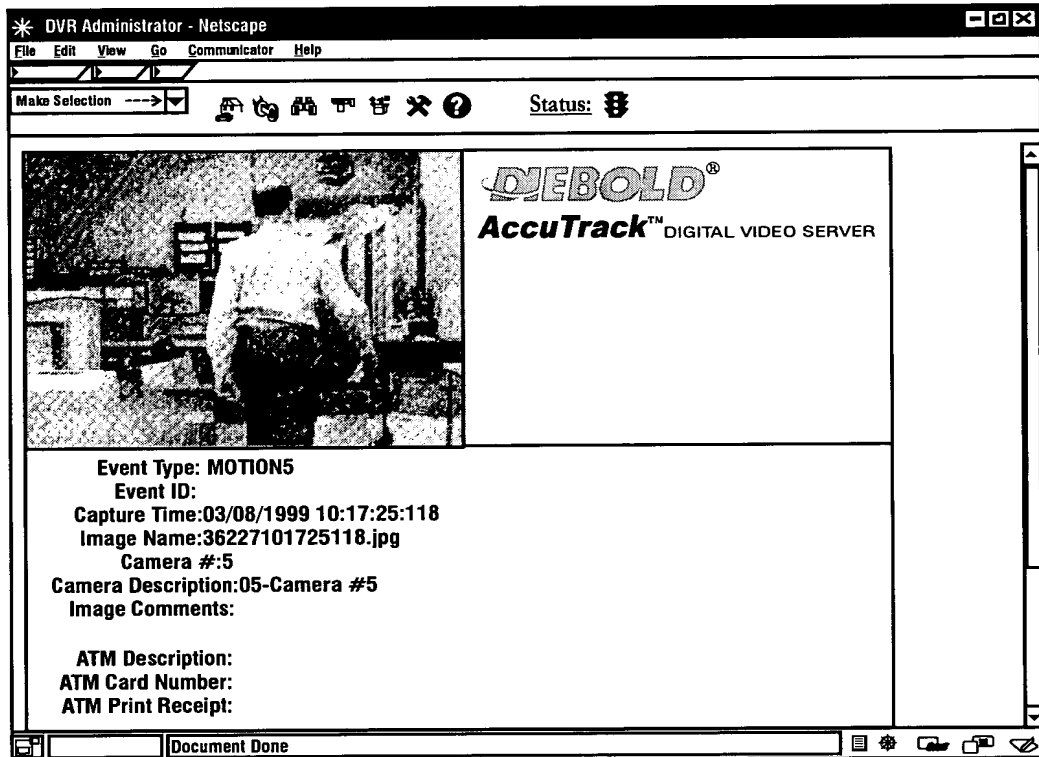 DVR Administrator - Netscape
File Edit View Go Communicator Help
Make Selection ---> 
Status:
DIEBOLD®
AccuTrack™ DIGITAL VIDEO SERVER
Event Type: MOTION5
Event ID:
Capture Time:03/08/1999 10:17:25:118
Image Name:36227101725118.jpg
Camera #:5
Camera Description:05-Camera #5
Image Comments:
ATM Description:
ATM Card Number:
ATM Print Receipt:
Document Done